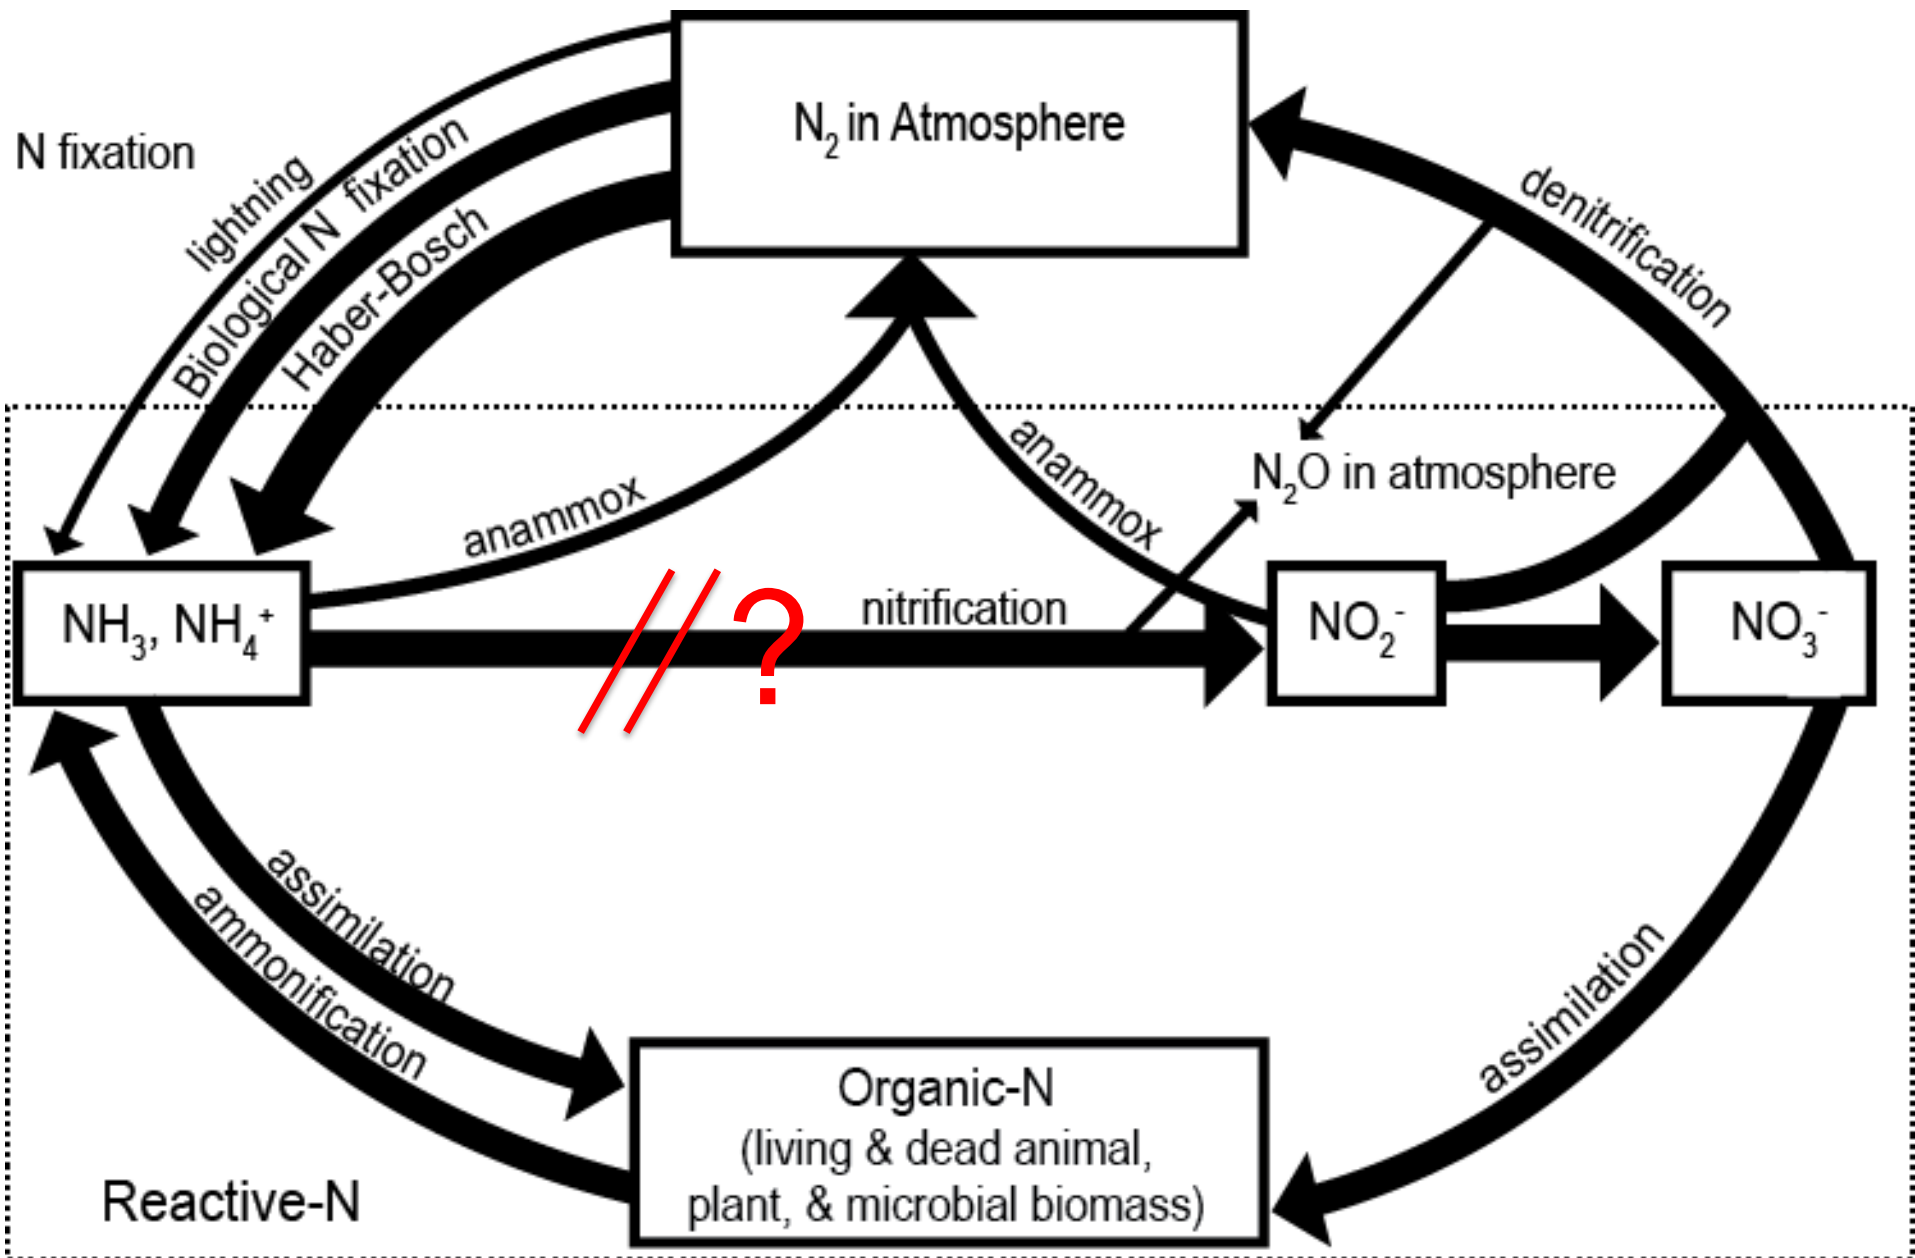 N₂ in Atmosphere
N fixation
lightning
Biological N fixation
Haber-Bosch
denitrification
anammox
anammox
N₂O in atmosphere
NH₃, NH₄⁺
?
nitrification
NO₂⁻
NO₃⁻
assimilation
ammonification
assimilation
Organic-N
(living & dead animal,
plant, & microbial biomass)
Reactive-N